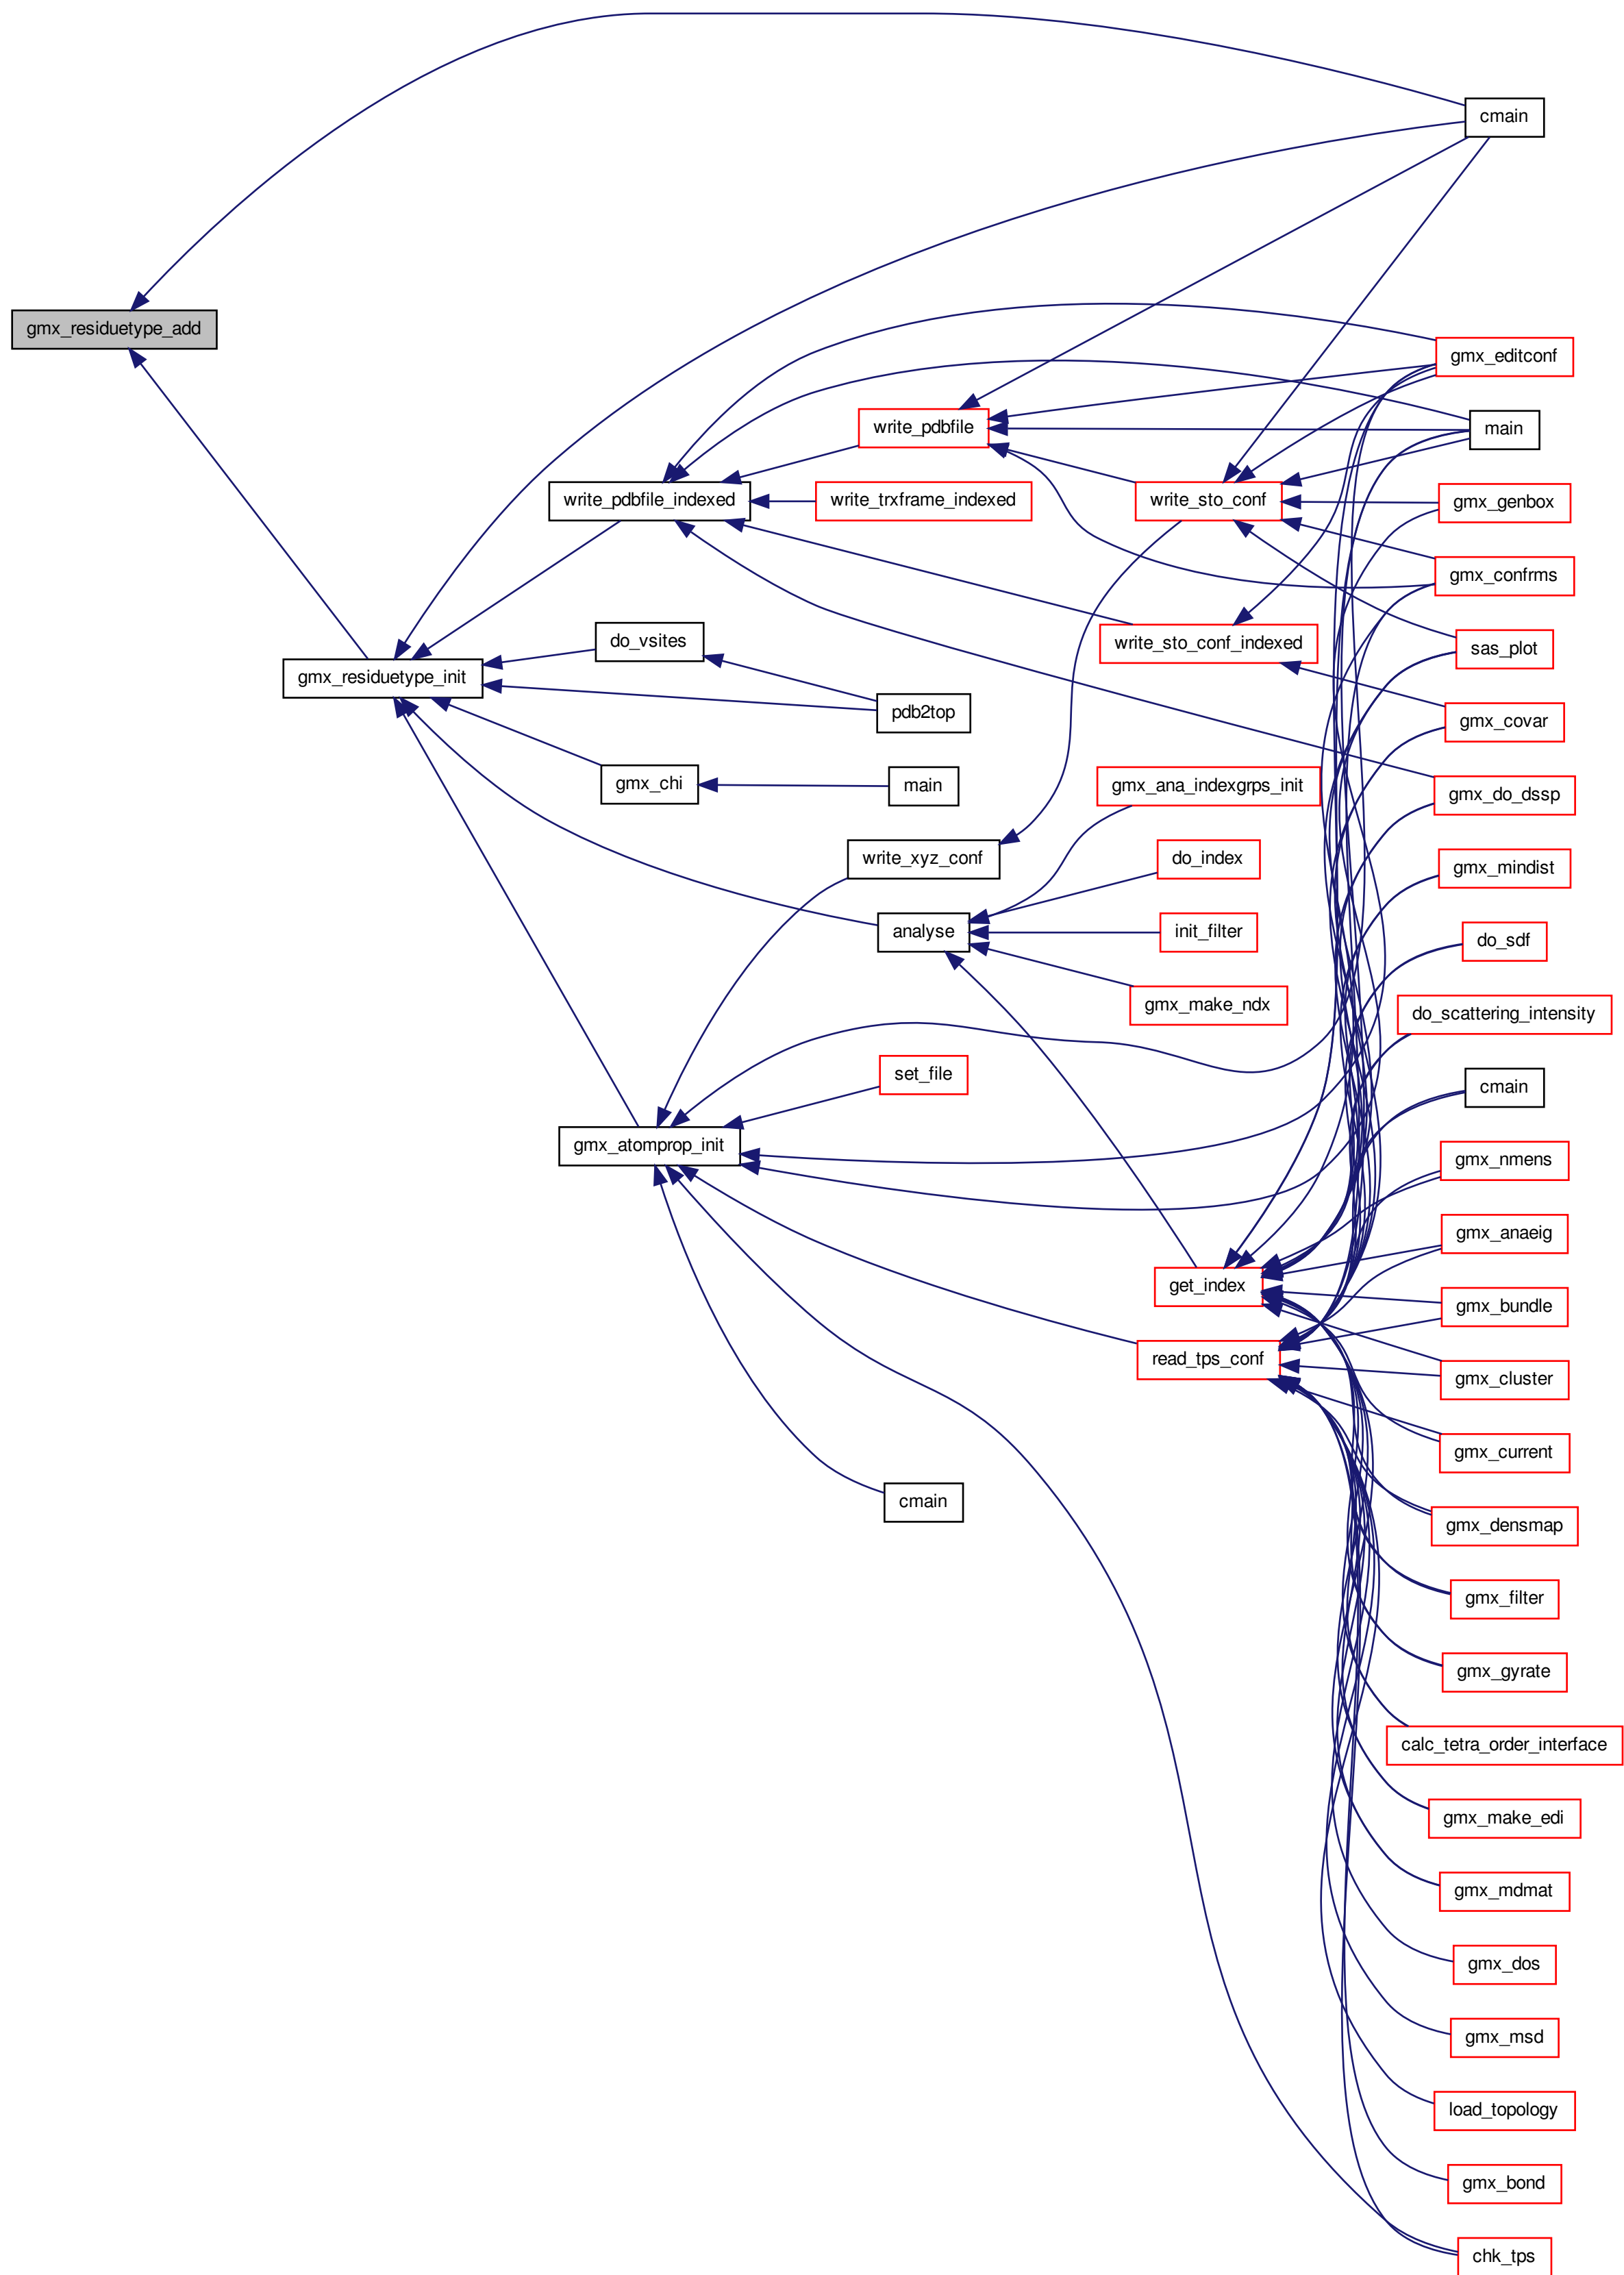 cmain
gmx_residuetype_add
gmx_editconf
write_pdbfile
main
write_pdbfile_indexed
write_trxframe_indexed
write_sto_conf
gmx_genbox
gmx_confrms
do_vsites
write_sto_conf_indexed
sas_plot
gmx_residuetype_init
pdb2top
gmx_covar
gmx_chi
main
gmx_ana_indexgrps_init
gmx_do_dssp
write_xyz_conf
do_index
gmx_mindist
analyse
init_filter
do_sdf
gmx_make_ndx
do_scattering_intensity
set_file
cmain
gmx_atomprop_init
gmx_nmens
gmx_anaeig
get_index
gmx_bundle
read_tps_conf
gmx_cluster
gmx_current
cmain
gmx_densmap
gmx_filter
gmx_gyrate
calc_tetra_order_interface
gmx_make_edi
gmx_mdmat
gmx_dos
gmx_msd
load_topology
gmx_bond
chk_tps